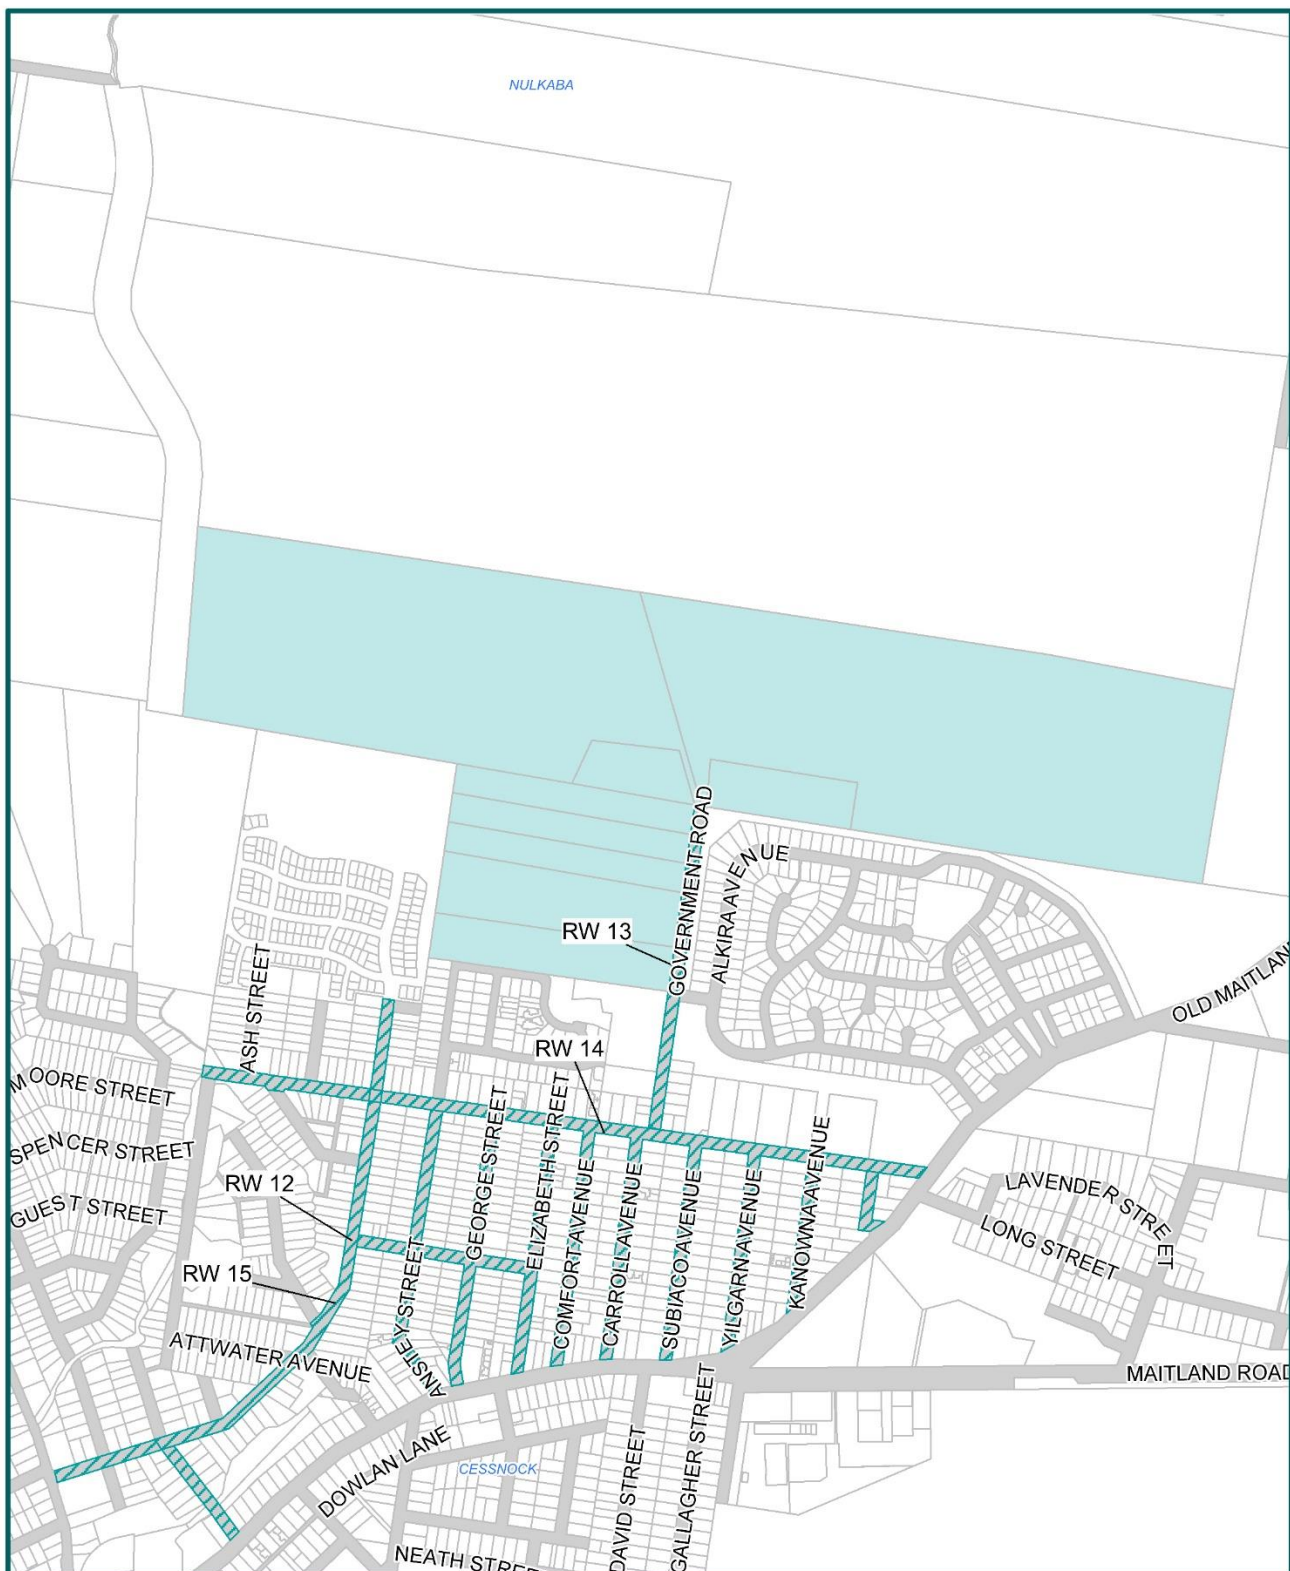 NULKABA
GOVERNMENT ROAD
ALKIRA AVENUE
RW 13
ASH STREET
OLD MAITLAN
RW 14
MOORE STREET
SPENCER STREET
GUEST STREET
RW 12
RW 15
GEORGE STREET
ELIZABETH STREET
COMFORT AVENUE
CARROLL AVENUE
SUBIACO AVENUE
YILGARN AVENUE
KANOWNA AVENUE
LAVENDER STREET
LONG STREET
ANSTEY STREET
ATTWATER AVENUE
MAITLAND ROAD
DOWLAN LANE
CESSNOCK
DAVID STREET
GALLAGHER STREET
NEATH STREE